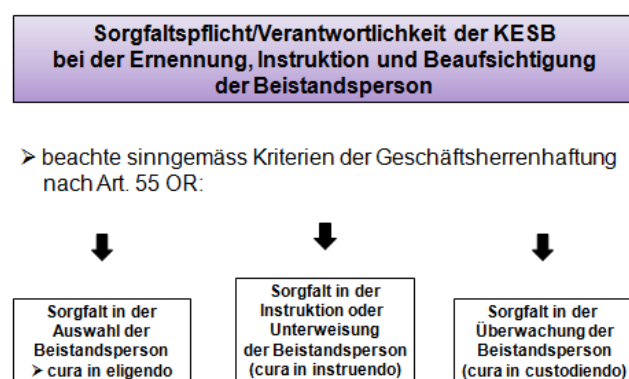 Sorgfaltspflicht/Verantwortlichkeit der KESB
bei der Ernennung, Instruktion und Beaufsichtigung
der Beistandsperson
➢ beachte sinngemäss Kriterien der Geschäftsherrenhaftung
nach Art. 55 OR:
Sorgfalt in der
Auswahl der
Beistandsperson
➢ cura in eligendo
Sorgfalt in der
Instruktion oder
Unterweisung
der Beistandsperson
(cura in instruendo)
Sorgfalt in der
Überwachung der
Beistandsperson
(cura in custodiendo)